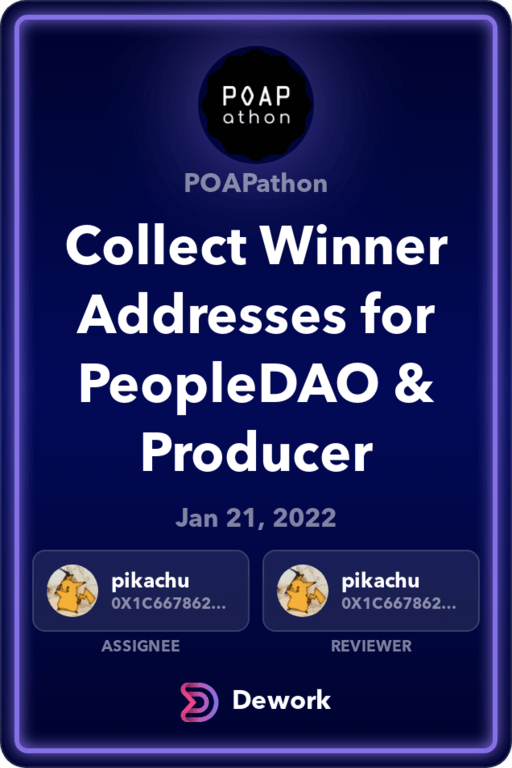 POAP
athon
POAPathon
Collect Winner
Addresses for
PeopleDAO &
Producer
Jan 21, 2022
pikachu
0X1C667862...
ASSIGNEE
pikachu
0X1C667862...
REVIEWER
Dework